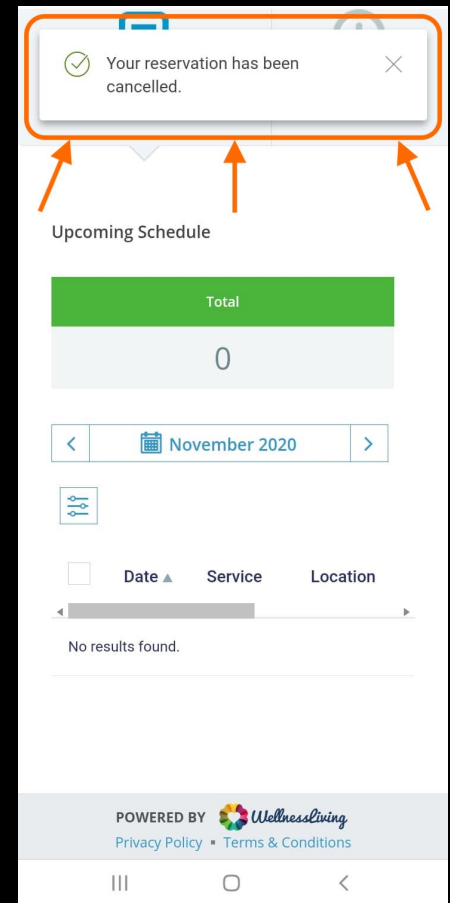 Your reservation has been
cancelled.
Upcoming Schedule
Total
0
November 2020
Date Service Location
No results found.
POWERED BY WellnessLiving
Privacy Policy ▪ Terms & Conditions